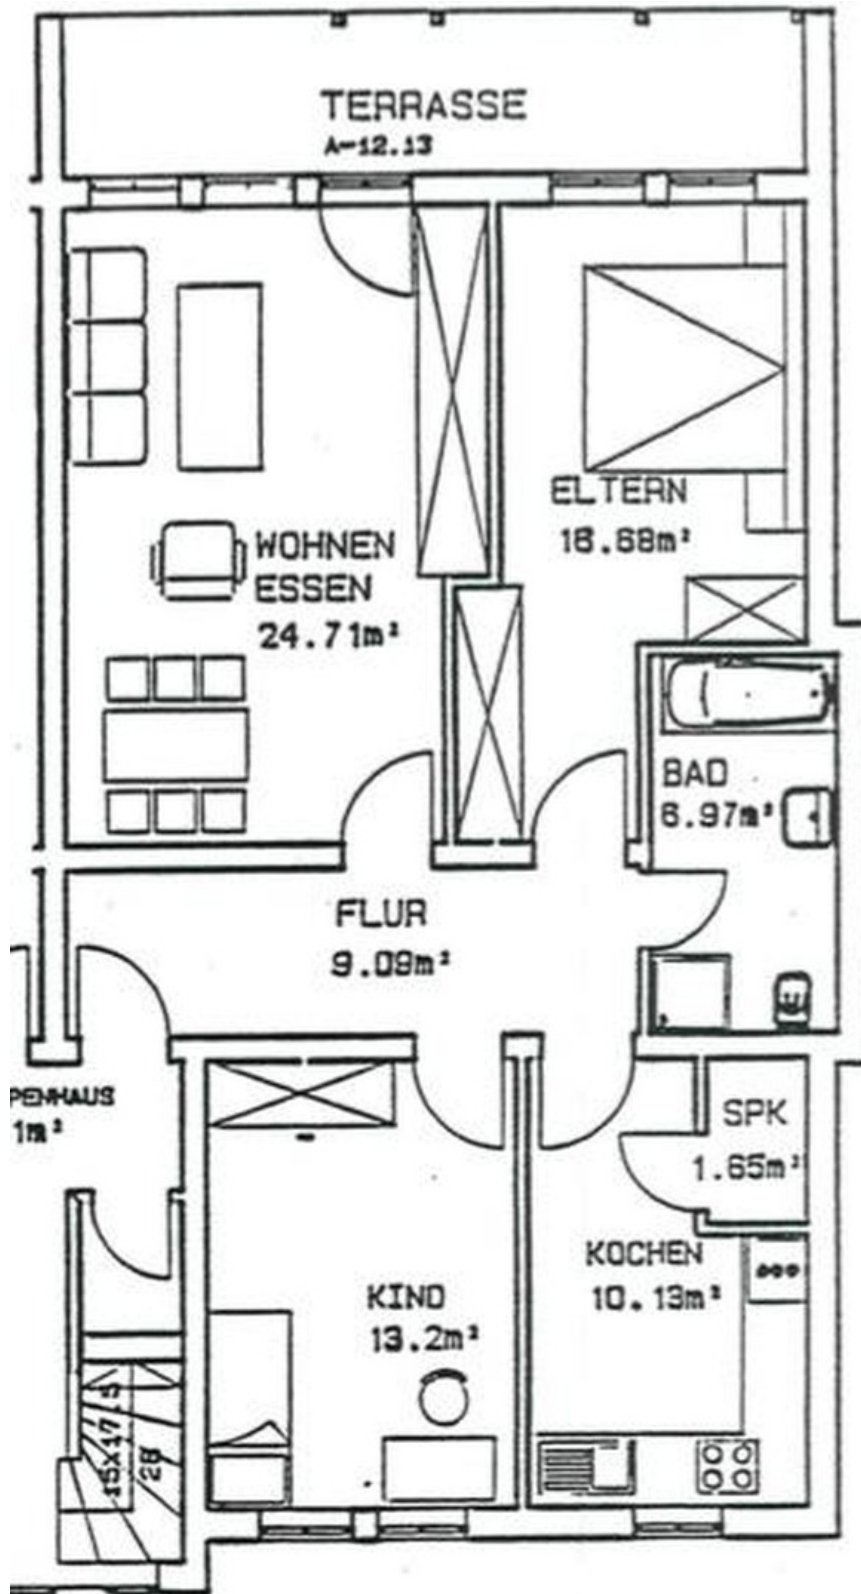 TERRASSE
A=12.13
WOHNEN
ESSEN
24.71m²
ELTERN
16.68m²
BAD
6.97m²
FLUR
9.09m²
PENHAUS
1m²
SPK
1.65m²
KOCHEN
10.13m²
KIND
13.2m²
15x17.5
28